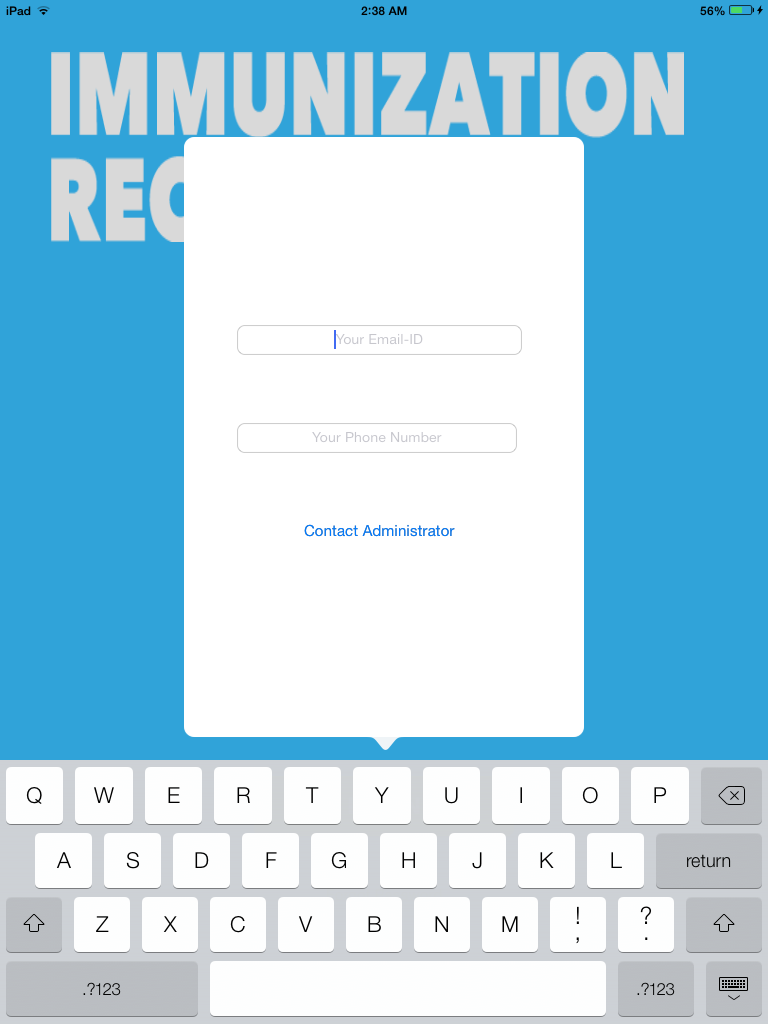 iPad 2:38 AM 56%
IMMUNIZATION
REC
Your Email-ID
Your Phone Number
Contact Administrator
Q W E R T Y U I O P
A S D F G H J K L return
Z X C V B N M ! , ? .
.?123 .?123